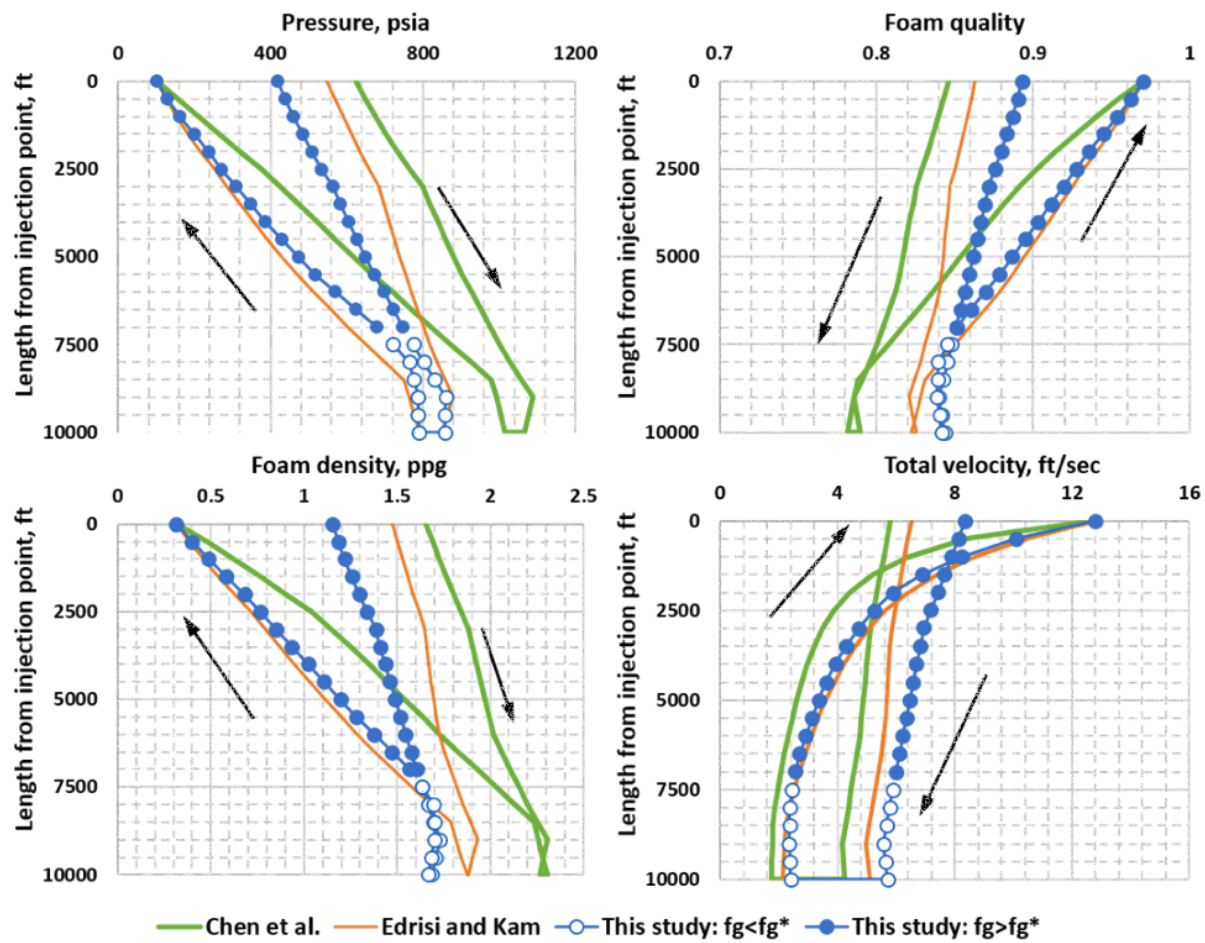 Pressure, psia
0 400 800 1200
Length from injection point, ft
0
2500
5000
7500
10000
Foam quality
0.7 0.8 0.9 1
Length from injection point, ft
0
2500
5000
7500
10000
Foam density, ppg
0 0.5 1 1.5 2 2.5
Length from injection point, ft
0
2500
5000
7500
10000
Total velocity, ft/sec
0 4 8 12 16
Length from injection point, ft
0
2500
5000
7500
10000
Chen et al. Edrisi and Kam This study: fg<fg* This study: fg>fg*